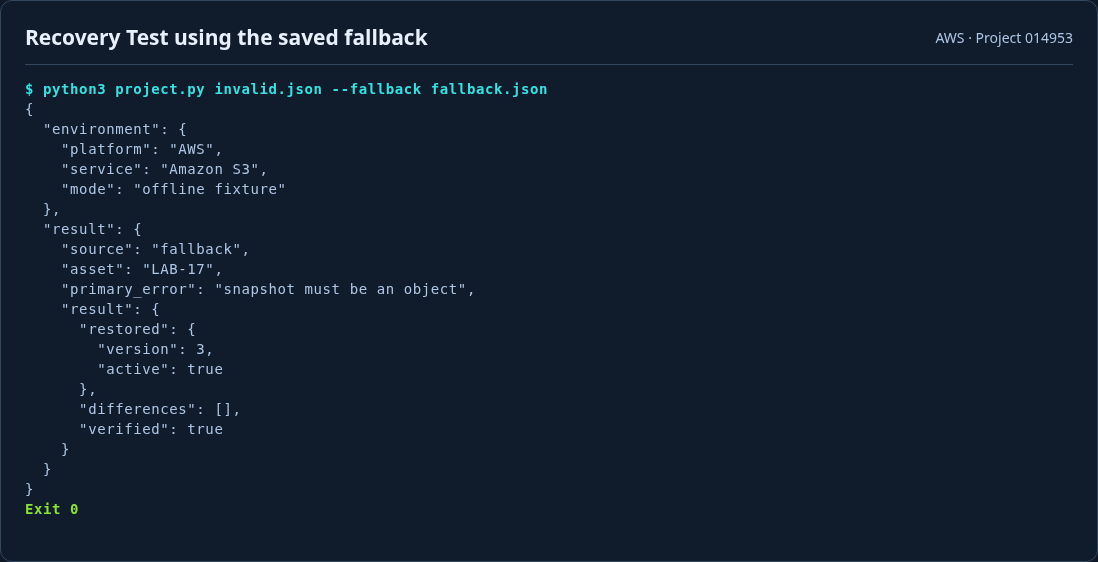 Recovery Test using the saved fallback
AWS · Project 014953
$ python3 project.py invalid.json --fallback fallback.json
{
  "environment": {
    "platform": "AWS",
    "service": "Amazon S3",
    "mode": "offline fixture"
  },
  "result": {
    "source": "fallback",
    "asset": "LAB-17",
    "primary_error": "snapshot must be an object",
    "result": {
      "restored": {
        "version": 3,
        "active": true
      },
      "differences": [],
      "verified": true
    }
  }
}
Exit 0